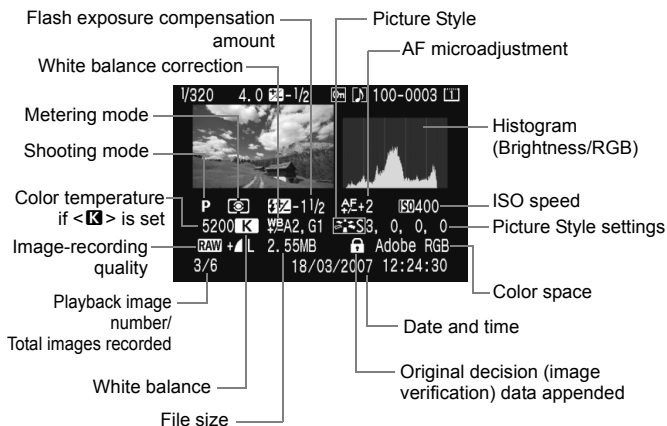 Flash exposure compensation
amount
White balance correction
Metering mode
Shooting mode
Color temperature
if <K> is set
Image-recording
quality
Playback image
number/
Total images recorded
White balance
File size
Picture Style
AF microadjustment
Histogram
(Brightness/RGB)
ISO speed
Picture Style settings
Color space
Date and time
Original decision (image
verification) data appended
1/320 4.0 -1/2 100-0003
P -1 1/2 AF+2 ISO400
5200 K WB A2, G1 S3, 0, 0, 0
RAW + L 2.55MB Adobe RGB
3/6 18/03/2007 12:24:30